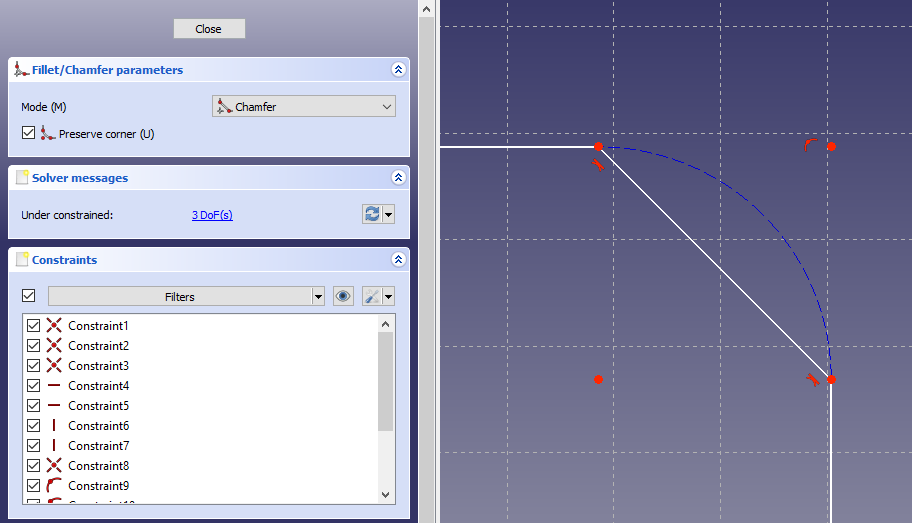 Close
Fillet/Chamfer parameters
Mode (M)
Chamfer
Preserve corner (U)
Solver messages
Under constrained:
3 DoF(s)
Constraints
Filters
Constraint1
Constraint2
Constraint3
Constraint4
Constraint5
Constraint6
Constraint7
Constraint8
Constraint9